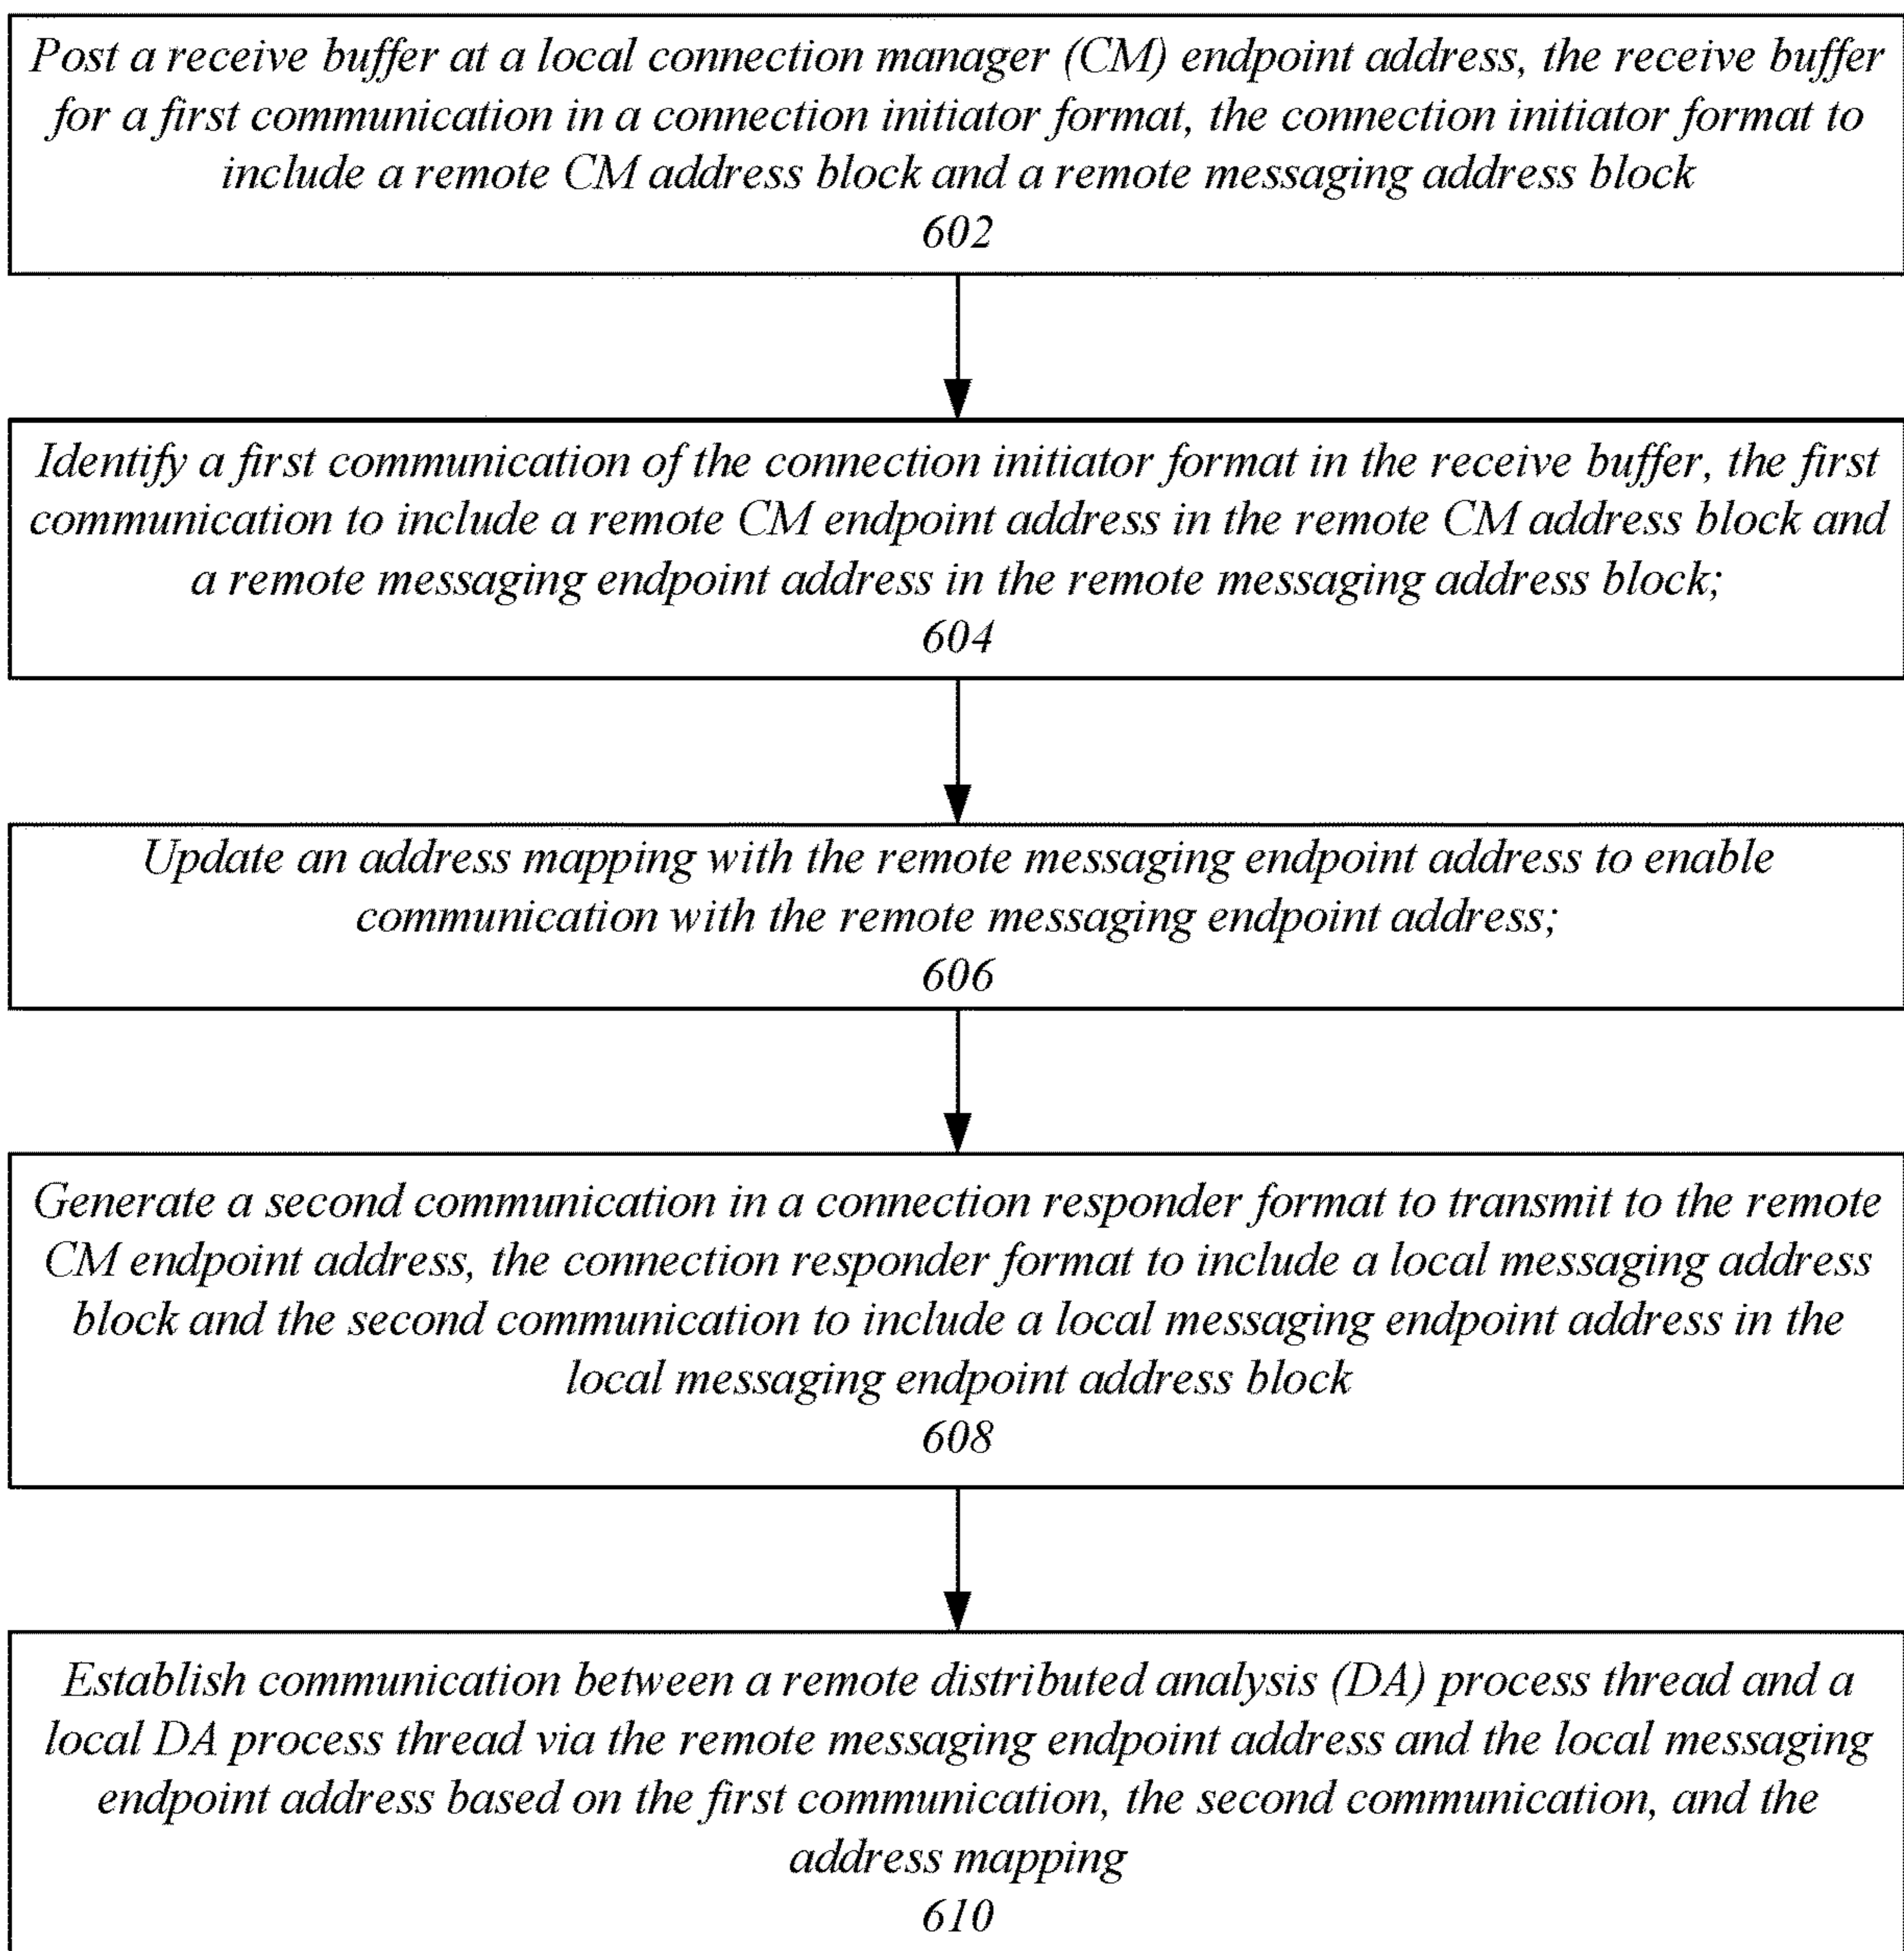 Post a receive buffer at a local connection manager (CM) endpoint address, the receive buffer
for a first communication in a connection initiator format, the connection initiator format to
include a remote CM address block and a remote messaging address block
602
Identify a first communication of the connection initiator format in the receive buffer, the first
communication to include a remote CM endpoint address in the remote CM address block and
a remote messaging endpoint address in the remote messaging address block;
604
Update an address mapping with the remote messaging endpoint address to enable
communication with the remote messaging endpoint address;
606
Generate a second communication in a connection responder format to transmit to the remote
CM endpoint address, the connection responder format to include a local messaging address
block and the second communication to include a local messaging endpoint address in the
local messaging endpoint address block
608
Establish communication between a remote distributed analysis (DA) process thread and a
local DA process thread via the remote messaging endpoint address and the local messaging
endpoint address based on the first communication, the second communication, and the
address mapping
610